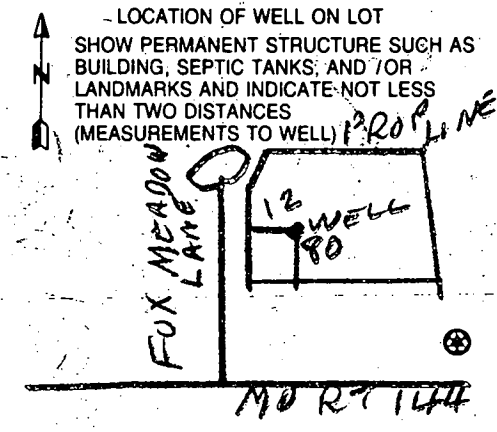 LOCATION OF WELL ON LOT
SHOW PERMANENT STRUCTURE SUCH AS
BUILDING, SEPTIC TANKS, AND /OR
LANDMARKS AND INDICATE NOT LESS
THAN TWO DISTANCES
(MEASUREMENTS TO WELL)
N
PROP LINE
12
WELL
80
FOX MEADOW
LANE
MD RT 144